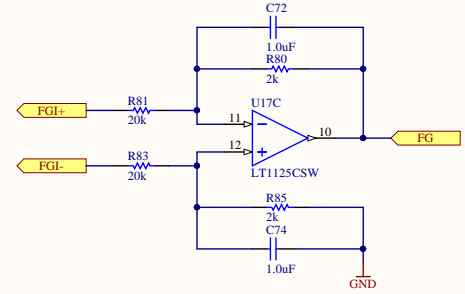 C72
1.0uF
R80
2k
R81
20k
FGI+
U17C
11
10
12
FG
LT1125CSW
R83
20k
FGI-
R85
2k
C74
1.0uF
GND